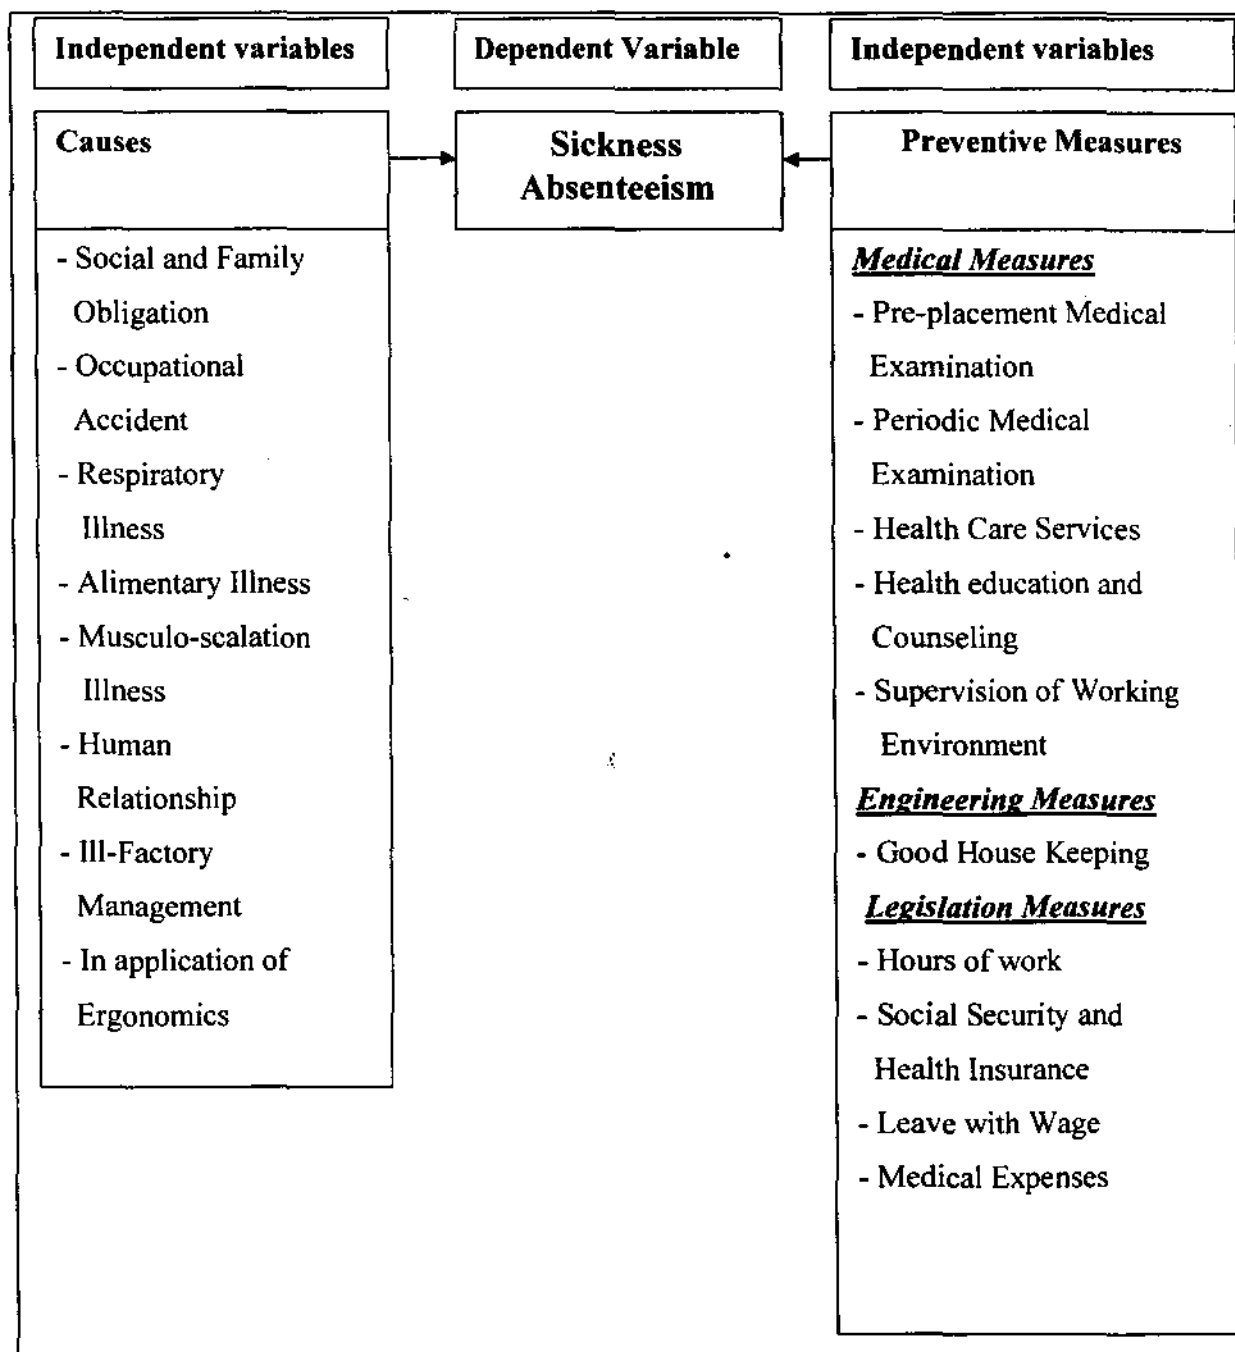 Independent variables
Dependent Variable
Independent variables
Causes
Sickness
Absenteeism
Preventive Measures
- Social and Family
Obligation
- Occupational
Accident
- Respiratory
Illness
- Alimentary Illness
- Musculo-scalation
Illness
- Human
Relationship
- Ill-Factory
Management
- In application of
Ergonomics
Medical Measures
- Pre-placement Medical
Examination
- Periodic Medical
Examination
- Health Care Services
- Health education and
Counseling
- Supervision of Working
Environment
Engineering Measures
- Good House Keeping
Legislation Measures
- Hours of work
- Social Security and
Health Insurance
- Leave with Wage
- Medical Expenses